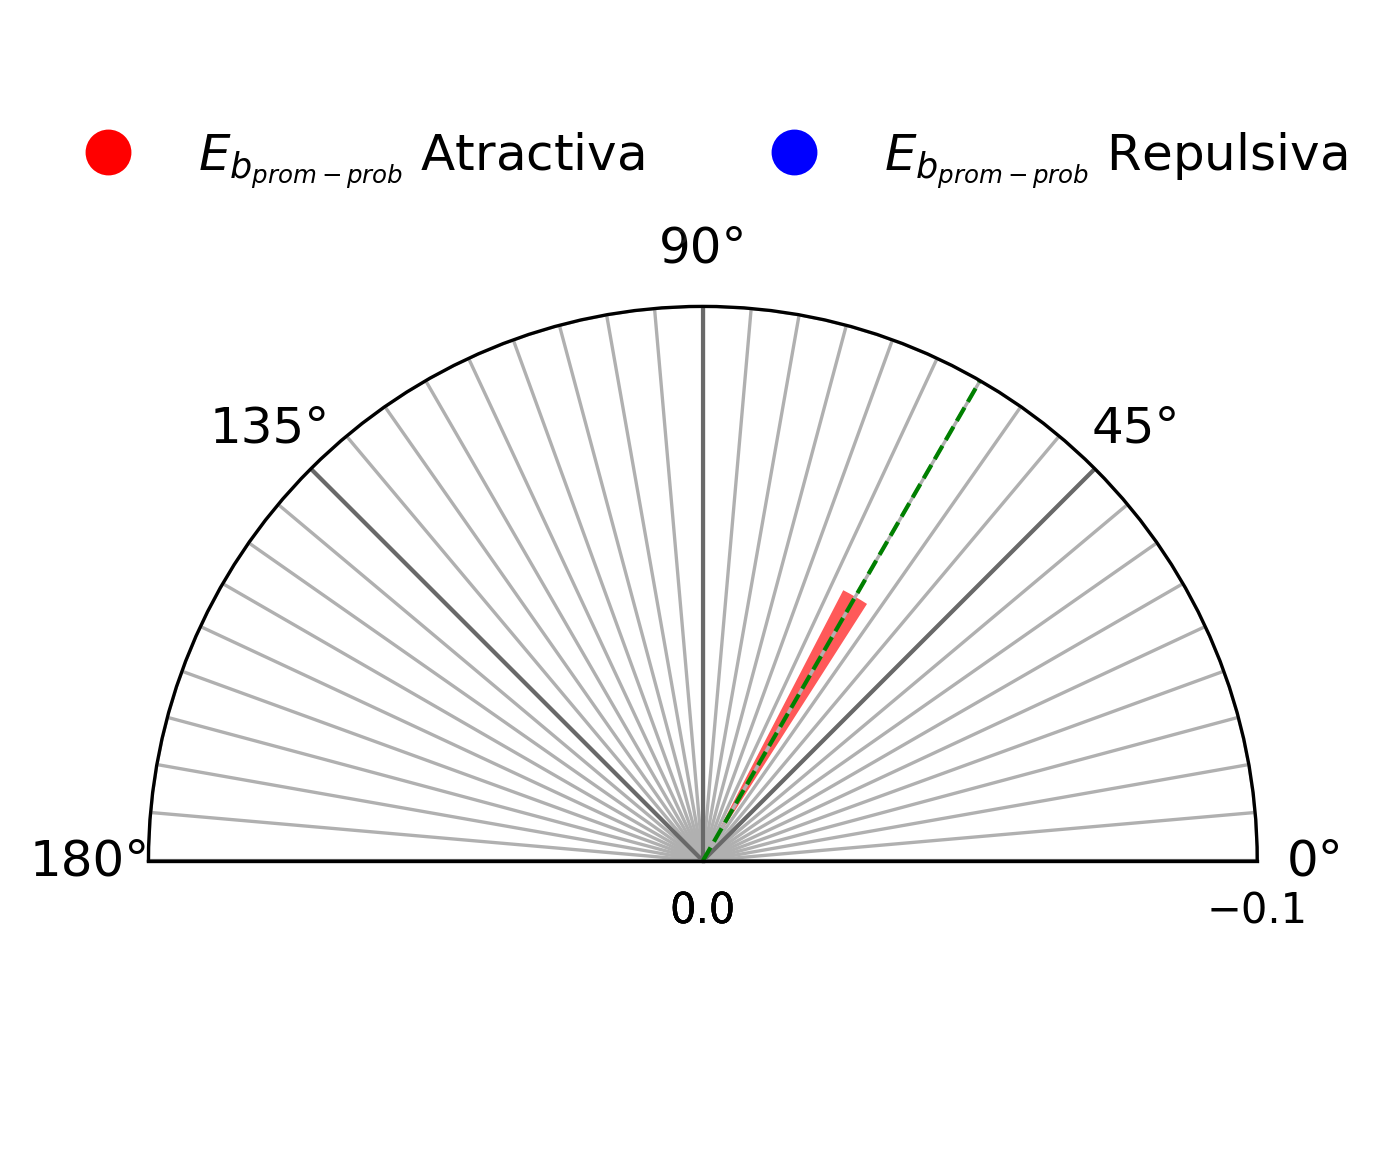 E_{b_{prom-prob}} Atractiva E_{b_{prom-prob}} Repulsiva
90°
135° 45°
180° 0°
0.0 −0.1